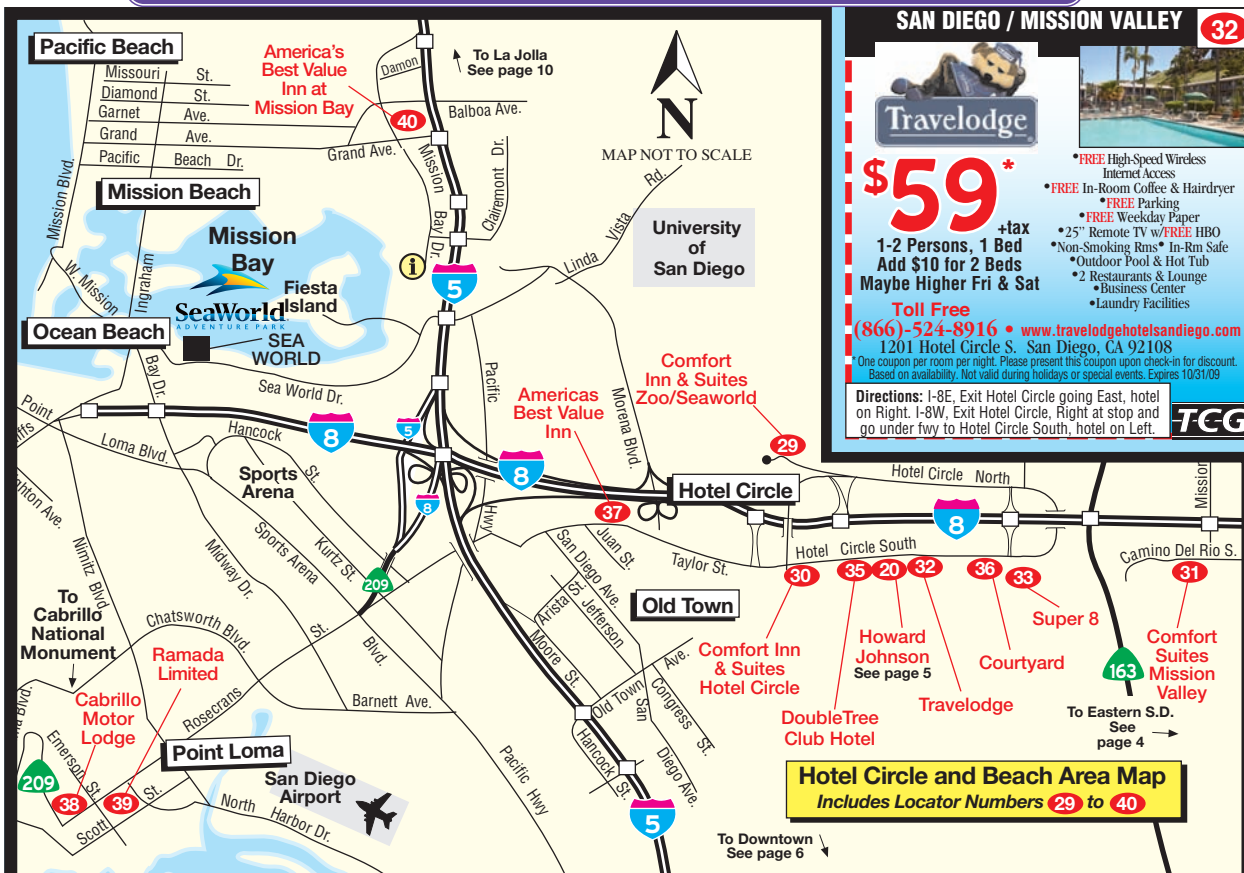 Pacific Beach
Missouri St.
Diamond St.
Garnet Ave.
Grand Ave.
Pacific Beach Dr.
America's
Best Value
Inn at
Mission Bay
40
Damon
To La Jolla
See page 10
Balboa Ave.
Grand Ave.
Mission Bay Dr.
Clairemont Dr.
N
MAP NOT TO SCALE
Mission Blvd.
Mission Beach
Mission
Bay
W. Mission
Bay Dr.
Ingraham
SeaWorld
ADVENTURE PARK
SEA
WORLD
Fiesta
Island
i
5
Linda Vista Rd.
University
of
San Diego
Ocean Beach
Sea World Dr.
Pacific
Hwy
Morena Blvd.
Americas
Best Value
Inn
37
Comfort
Inn & Suites
Zoo/Seaworld
29
Point
Loma Blvd.
Hancock St.
8
5
8
8
Sports
Arena
Kurtz St.
Sports Arena
Blvd.
Midway Dr.
Nimitz Blvd.
209
Hotel Circle
Hotel Circle North
8
Hotel Circle South
Taylor St.
Juan St.
San Diego Ave.
Arista St.
Jefferson
Moore St.
Old Town
Old Town Ave.
Congress St.
San Diego Ave.
Hancock St.
30
35
20
32
36
33
31
Mission
Camino Del Rio S.
Comfort Inn
& Suites
Hotel Circle
DoubleTree
Club Hotel
Howard
Johnson
See page 5
Travelodge
Courtyard
Super 8
163
Comfort
Suites
Mission
Valley
To Eastern S.D.
See
page 4
To
Cabrillo
National
Monument
Chatsworth Blvd.
Ramada
Limited
Cabrillo
Motor
Lodge
Rosecrans St.
Barnett Ave.
Pacific Hwy
Point Loma
Emerson St.
209
38
39
Scott St.
San Diego
Airport
North
Harbor Dr.
5
To Downtown
See page 6
Hotel Circle and Beach Area Map
Includes Locator Numbers 29 to 40
SAN DIEGO / MISSION VALLEY 32
Travelodge
$59*
+tax
1-2 Persons, 1 Bed
Add $10 for 2 Beds
Maybe Higher Fri & Sat
•FREE High-Speed Wireless
Internet Access
•FREE In-Room Coffee & Hairdryer
•FREE Parking
•FREE Weekday Paper
•25" Remote TV w/FREE HBO
•Non-Smoking Rms• In-Rm Safe
•Outdoor Pool & Hot Tub
•2 Restaurants & Lounge
•Business Center
•Laundry Facilities
Toll Free
(866)-524-8916 • www.travelodgehotelsandiego.com
1201 Hotel Circle S. San Diego, CA 92108
* One coupon per room per night. Please present this coupon upon check-in for discount.
Based on availability. Not valid during holidays or special events. Expires 10/31/09
Directions: I-8E, Exit Hotel Circle going East, hotel
on Right. I-8W, Exit Hotel Circle, Right at stop and
go under fwy to Hotel Circle South, hotel on Left.
TCG